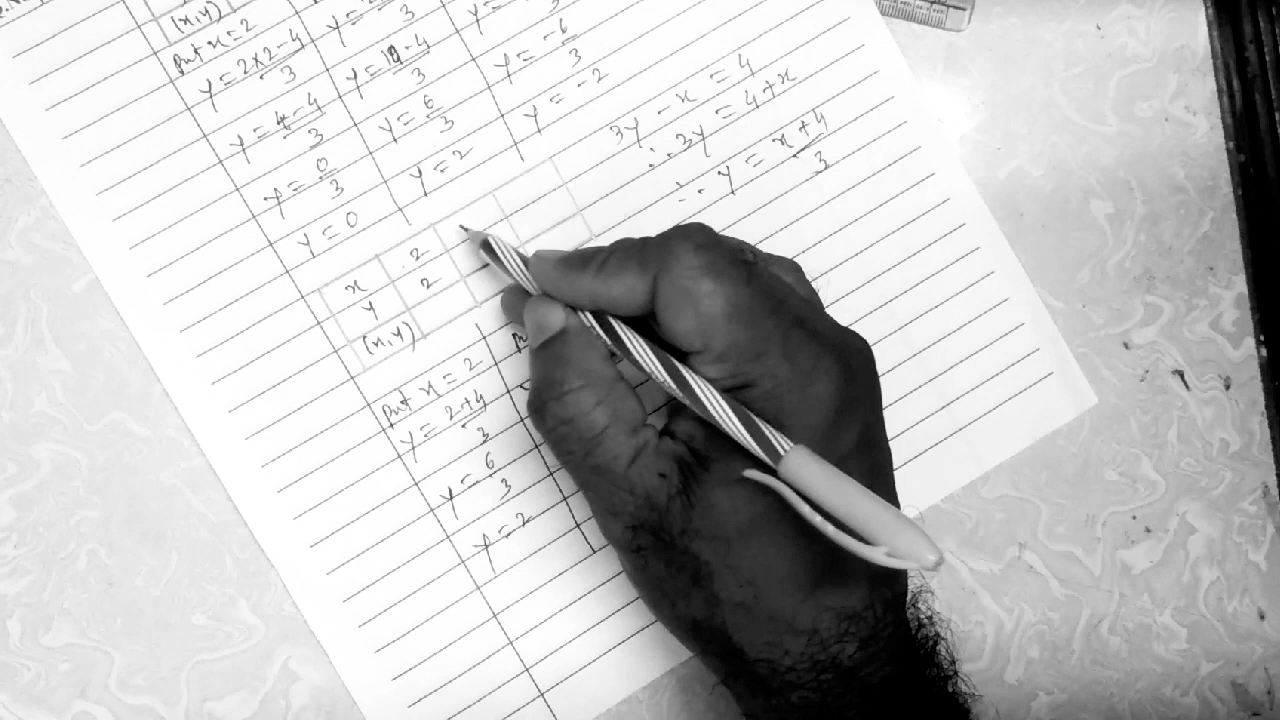 (x,y)
Put x = 2
y = 2×2-4/3
y = 4-4/3
y = 0/3
y = 0
3
y = 10-4/3
y = 6/3
y = 2
y = -6/3
y = -2
3y - x = 4
∴ 3y = 4+x
∴ y = x+4/3
x 2
y 2
(x,y)
Put x = 2
y = 2+4/3
y = 6/3
y = 2